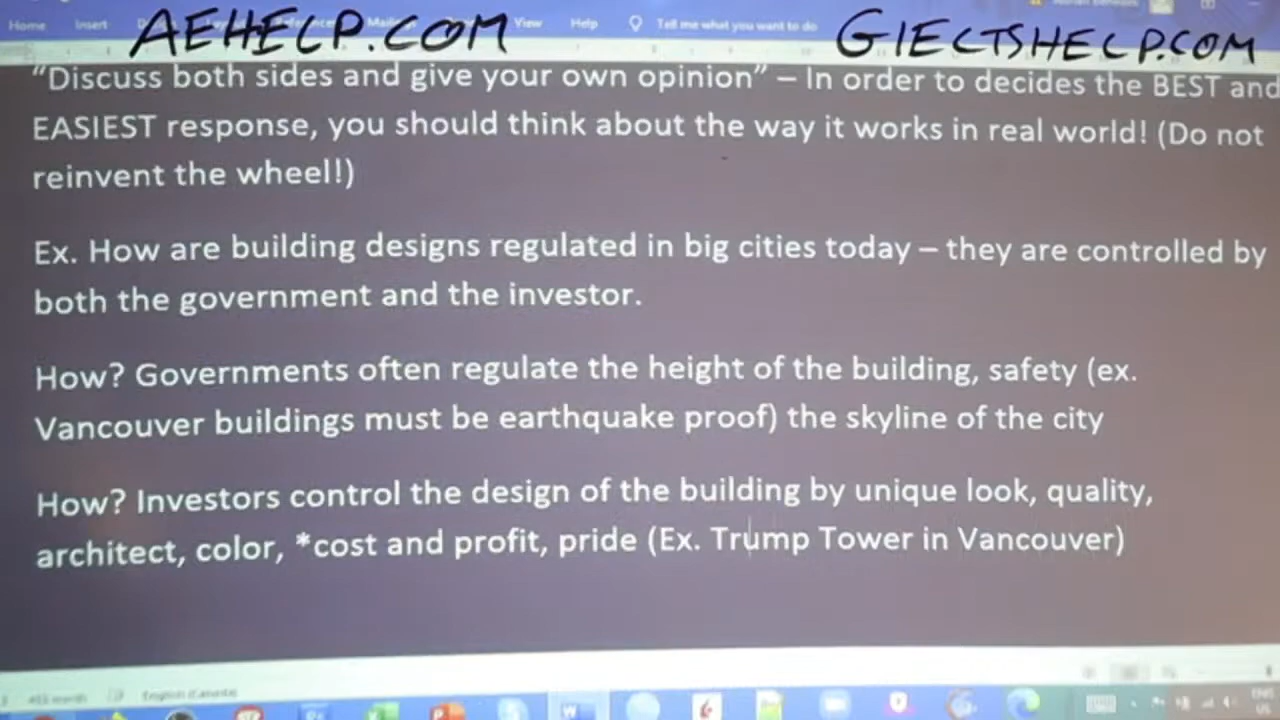 Home Insert View Help Tell me what you want to do
AEHELP.COM GIELTSHELP.COM
“Discuss both sides and give your own opinion” – In order to decides the BEST and
EASIEST response, you should think about the way it works in real world! (Do not
reinvent the wheel!)
Ex. How are building designs regulated in big cities today – they are controlled by
both the government and the investor.
How? Governments often regulate the height of the building, safety (ex.
Vancouver buildings must be earthquake proof) the skyline of the city
How? Investors control the design of the building by unique look, quality,
architect, color, *cost and profit, pride (Ex. Trump Tower in Vancouver)
English (Canada)
ENG
US